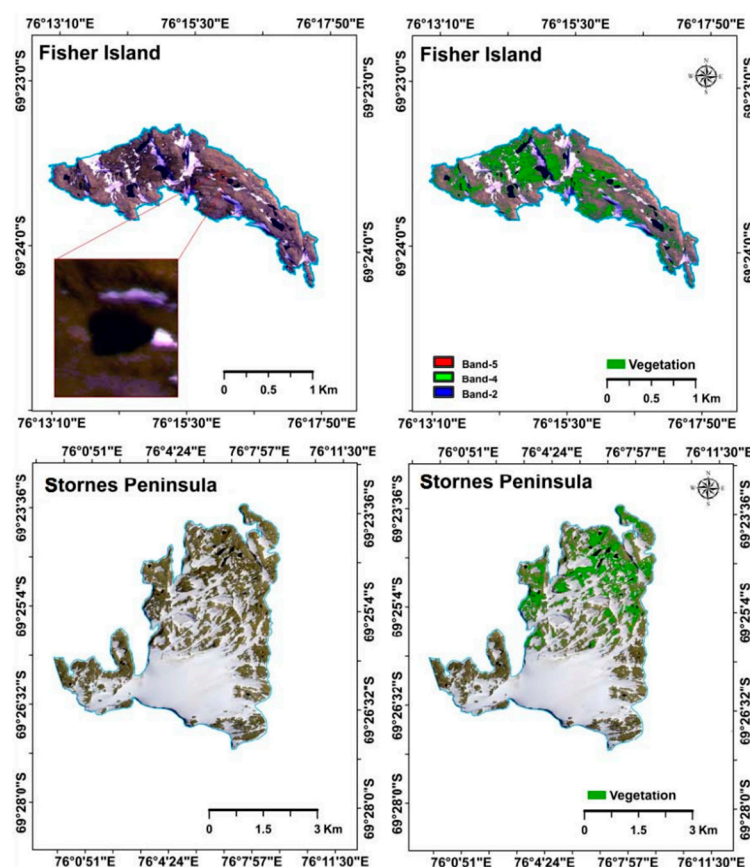 76°13'10"E 76°15'30"E 76°17'50"E
Fisher Island
69°23'0"S
69°24'0"S
69°23'0"S
69°24'0"S
0 0.5 1 Km
76°13'10"E 76°15'30"E 76°17'50"E
76°13'10"E 76°15'30"E 76°17'50"E
Fisher Island
69°23'0"S
69°24'0"S
Band-5
Band-4
Band-2
Vegetation
0 0.5 1 Km
76°13'10"E 76°15'30"E 76°17'50"E
76°0'51"E 76°4'24"E 76°7'57"E 76°11'30"E
Stornes Peninsula
69°23'36"S
69°25'4"S
69°26'32"S
69°28'0"S
69°23'36"S
69°25'4"S
69°26'32"S
69°28'0"S
0 1.5 3 Km
76°0'51"E 76°4'24"E 76°7'57"E 76°11'30"E
76°0'51"E 76°4'24"E 76°7'57"E 76°11'30"E
Stornes Peninsula
69°23'36"S
69°25'4"S
69°26'32"S
69°28'0"S
Vegetation
0 1.5 3 Km
76°0'51"E 76°4'24"E 76°7'57"E 76°11'30"E